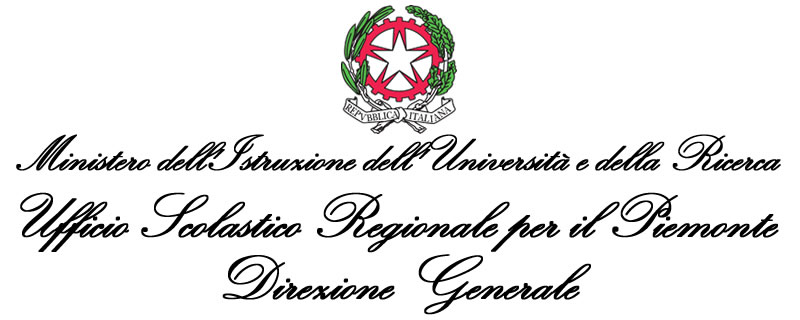 REPVBBLICA ITALIANA
Ministero dell'Istruzione dell'Università e della Ricerca
Ufficio Scolastico Regionale per il Piemonte
Direzione Generale